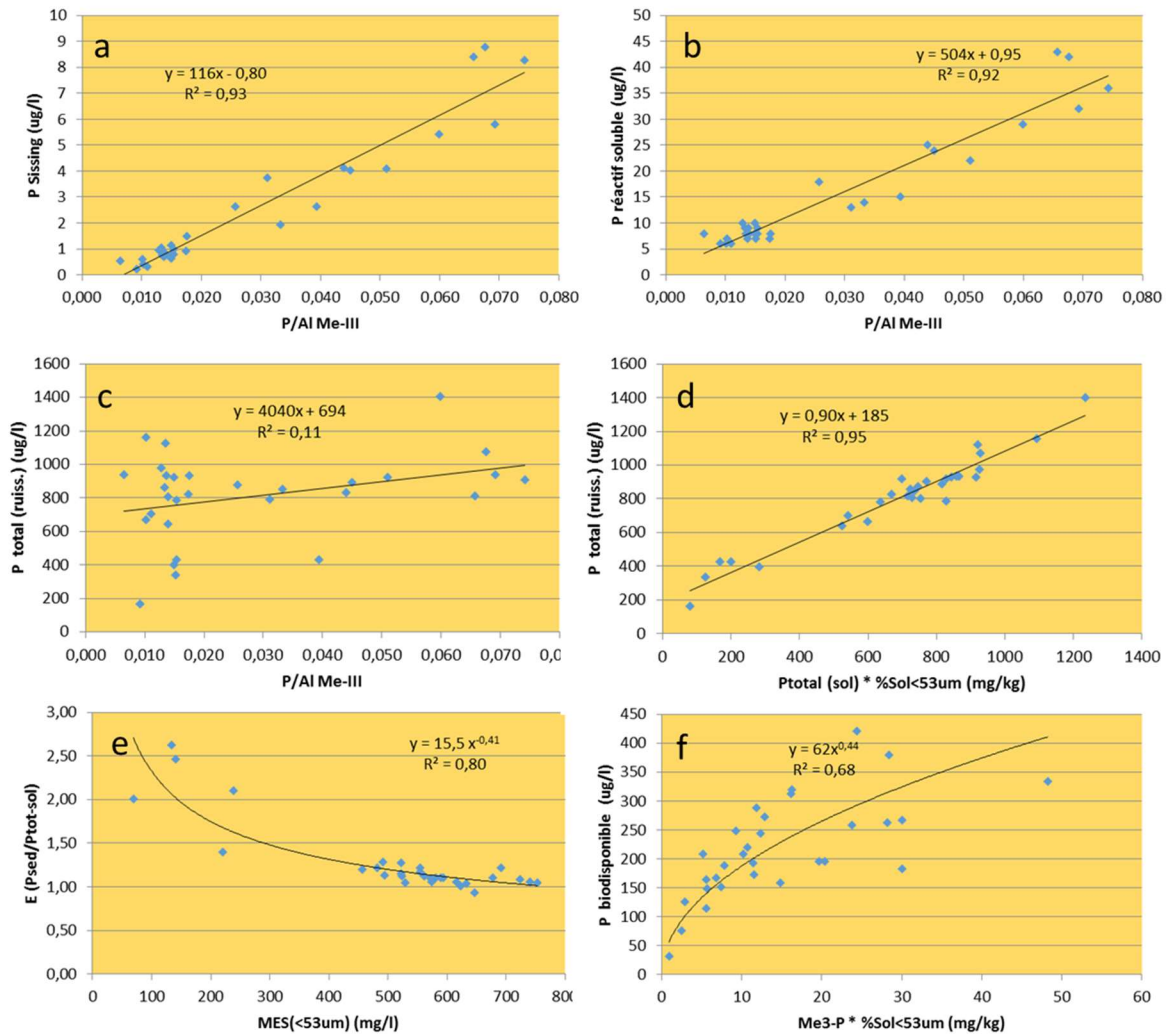 a
y = 116x - 0,80
R² = 0,93
P Sissing (ug/l)
10
9
8
7
6
5
4
3
2
1
0
0,000 0,010 0,020 0,030 0,040 0,050 0,060 0,070 0,080
P/Al Me-III
b
y = 504x + 0,95
R² = 0,92
P réactif soluble (ug/l)
50
45
40
35
30
25
20
15
10
5
0
0,000 0,010 0,020 0,030 0,040 0,050 0,060 0,070 0,080
P/Al Me-III
c
y = 4040x + 694
R² = 0,11
P total (ruiss.) (ug/l)
1600
1400
1200
1000
800
600
400
200
0
0,000 0,010 0,020 0,030 0,040 0,050 0,060 0,070 0,0
P/Al Me-III
d
y = 0,90x + 185
R² = 0,95
P total (ruiss.) (ug/l)
1600
1400
1200
1000
800
600
400
200
0
0 200 400 600 800 1000 1200 1400
Ptotal (sol) * %Sol<53um (mg/kg)
e
y = 15,5 x⁻⁰·⁴¹
R² = 0,80
E (Psed/Ptot-sol)
3,00
2,50
2,00
1,50
1,00
0,50
0,00
0 100 200 300 400 500 600 700 800
MES(<53um) (mg/l)
f
y = 62x⁰·⁴⁴
R² = 0,68
P biodisponible (ug/l)
450
400
350
300
250
200
150
100
50
0
0 10 20 30 40 50 60
Me3-P * %Sol<53um (mg/kg)